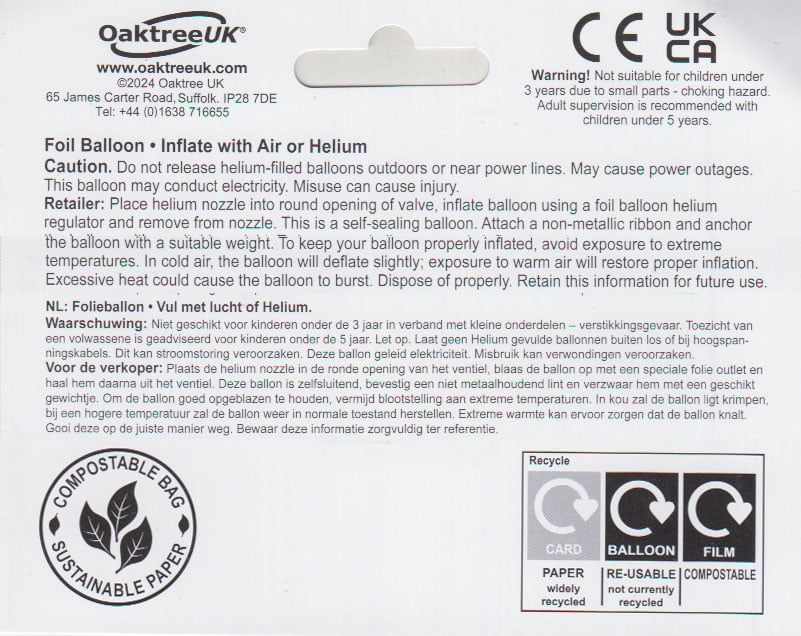 OaktreeUK®
www.oaktreeuk.com
©2024 Oaktree UK
65 James Carter Road, Suffolk. IP28 7DE
Tel: +44 (0)1638 716655
CE UKCA
Warning! Not suitable for children under
3 years due to small parts - choking hazard.
Adult supervision is recommended with
children under 5 years.
Foil Balloon • Inflate with Air or Helium
Caution. Do not release helium-filled balloons outdoors or near power lines. May cause power outages.
This balloon may conduct electricity. Misuse can cause injury.
Retailer: Place helium nozzle into round opening of valve, inflate balloon using a foil balloon helium
regulator and remove from nozzle. This is a self-sealing balloon. Attach a non-metallic ribbon and anchor
the balloon with a suitable weight. To keep your balloon properly inflated, avoid exposure to extreme
temperatures. In cold air, the balloon will deflate slightly; exposure to warm air will restore proper inflation.
Excessive heat could cause the balloon to burst. Dispose of properly. Retain this information for future use.
NL: Folieballon • Vul met lucht of Helium.
Waarschuwing: Niet geschikt voor kinderen onder de 3 jaar in verband met kleine onderdelen – verstikkingsgevaar. Toezicht van
een volwassene is geadviseerd voor kinderen onder de 5 jaar. Let op. Laat geen Helium gevulde ballonnen buiten los of bij hoogspan-
ningskabels. Dit kan stroomstoring veroorzaken. Deze ballon geleid elektriciteit. Misbruik kan verwondingen veroorzaken.
Voor de verkoper: Plaats de helium nozzle in de ronde opening van het ventiel, blaas de ballon op met een speciale folie outlet en
haal hem daarna uit het ventiel. Deze ballon is zelfsluitend, bevestig een niet metaalhoudend lint en verzwaar hem met een geschikt
gewichtje. Om de ballon goed opgeblazen te houden, vermijd blootstelling aan extreme temperaturen. In kou zal de ballon ligt krimpen,
bij een hogere temperatuur zal de ballon weer in normale toestand herstellen. Extreme warmte kan ervoor zorgen dat de ballon knalt.
Gooi deze op de juiste manier weg. Bewaar deze informatie zorgvuldig ter referentie.
COMPOSTABLE BAG
SUSTAINABLE PAPER
Recycle
CARD BALLOON FILM
PAPER RE-USABLE COMPOSTABLE
widely not currently
recycled recycled